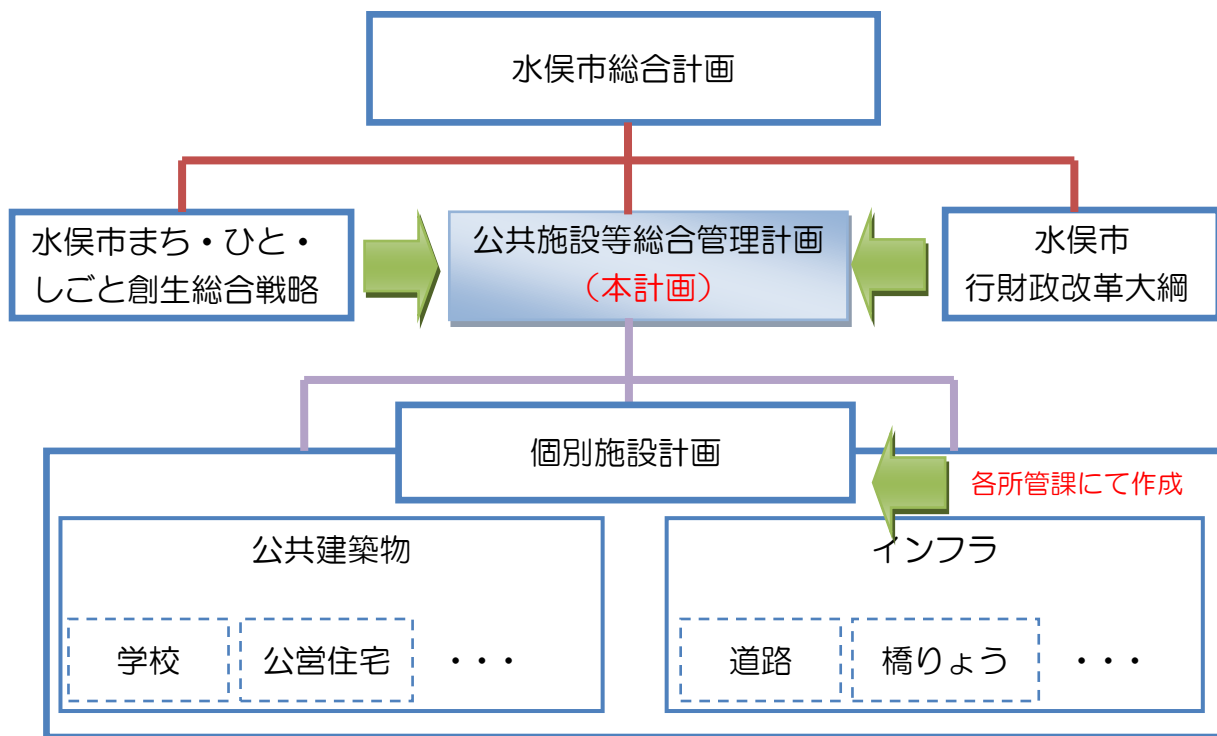 水俣市総合計画
水俣市まち・ひと・
しごと創生総合戦略
公共施設等総合管理計画
（本計画）
水俣市
行財政改革大綱
個別施設計画
各所管課にて作成
公共建築物
インフラ
学校
公営住宅
・・・
道路
橋りょう
・・・